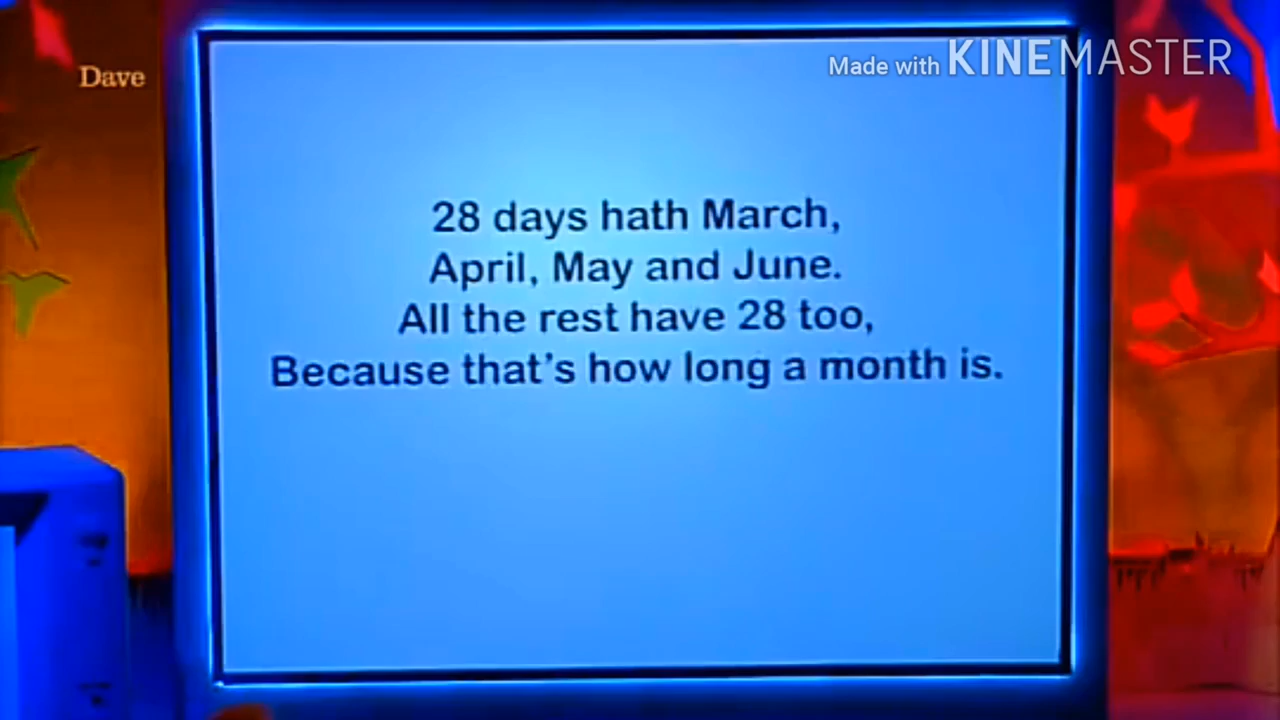 Dave
Made with KINEMASTER
28 days hath March,
April, May and June.
All the rest have 28 too,
Because that's how long a month is.